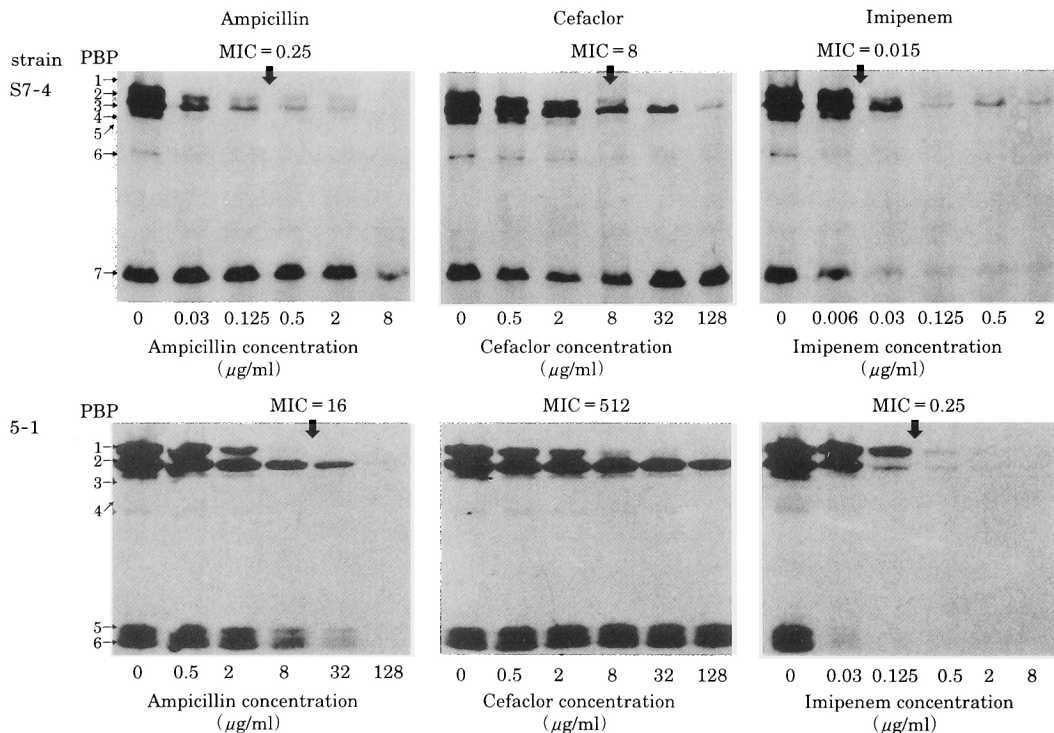 Ampicillin Cefaclor Imipenem
strain PBP MIC = 0.25 MIC = 8 MIC = 0.015
S7-4
1
2
3
4
5
6
7
0 0.03 0.125 0.5 2 8 0 0.5 2 8 32 128 0 0.006 0.03 0.125 0.5 2
Ampicillin concentration Cefaclor concentration Imipenem concentration
(μg/ml) (μg/ml) (μg/ml)
5-1 PBP MIC = 16 MIC = 512 MIC = 0.25
1
2
3
4
5
6
0 0.5 2 8 32 128 0 0.5 2 8 32 128 0 0.03 0.125 0.5 2 8
Ampicillin concentration Cefaclor concentration Imipenem concentration
(μg/ml) (μg/ml) (μg/ml)